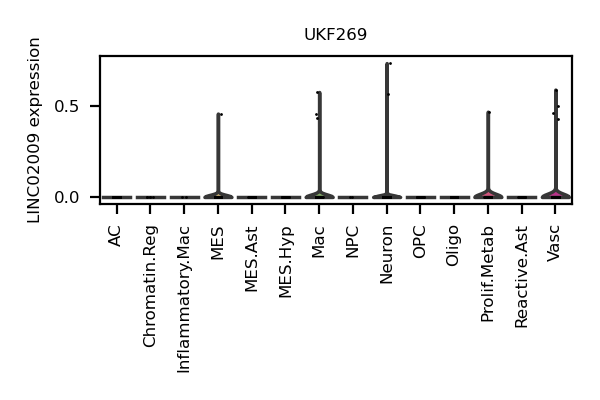 UKF269
LINC02009 expression
0.5
0.0
AC
Chromatin.Reg
Inflammatory.Mac
MES
MES.Ast
MES.Hyp
Mac
NPC
Neuron
OPC
Oligo
Prolif.Metab
Reactive.Ast
Vasc